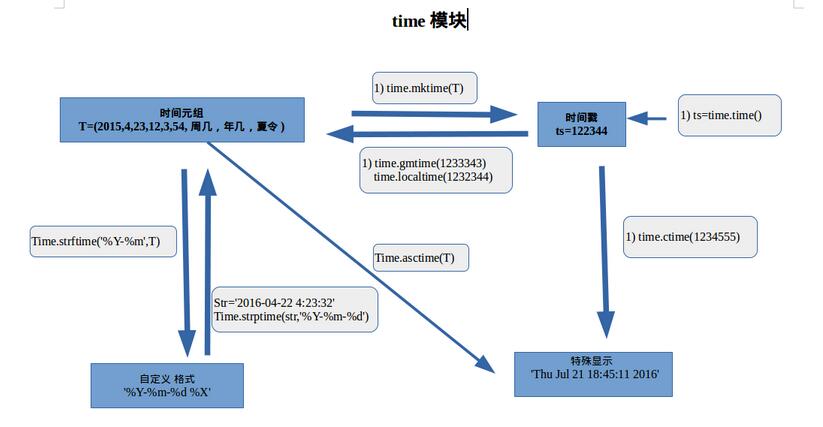 time 模块
1) time.mktime(T)
时间元组
T=(2015,4,23,12,3,54, 周几，年几，夏令 )
时间戳
ts=122344
1) ts=time.time()
1) time.gmtime(1233343)
time.localtime(1232344)
Time.strftime('%Y-%m',T)
1) time.ctime(1234555)
Time.asctime(T)
Str='2016-04-22 4:23:32'
Time.strptime(str,'%Y-%m-%d')
自定义 格式
'%Y-%m-%d %X'
特殊显示
'Thu Jul 21 18:45:11 2016'